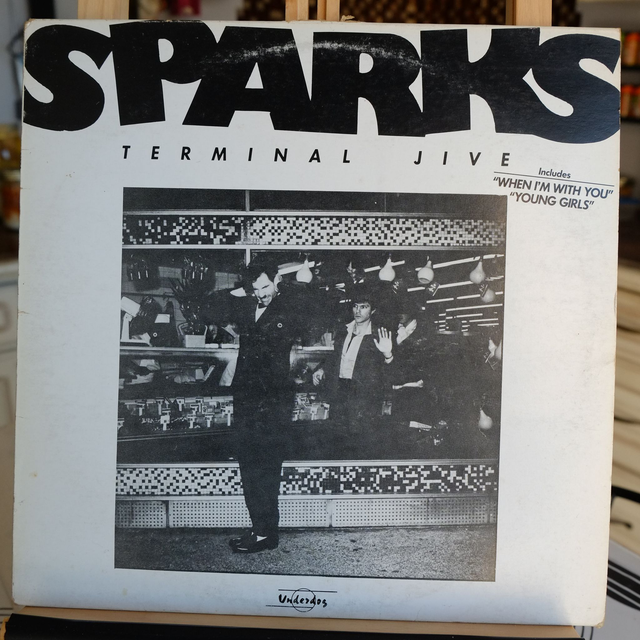 SPARKS
TERMINAL JIVE
Includes
"WHEN I'M WITH YOU"
"YOUNG GIRLS"
Underdog